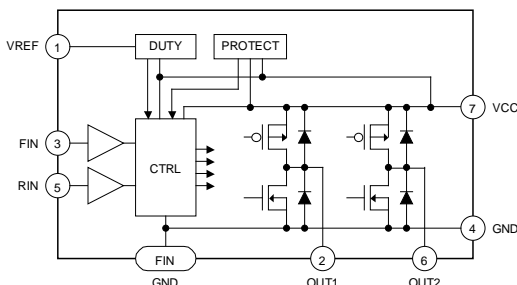 VREF 1 DUTY PROTECT
7 VCC
FIN 3
CTRL
RIN 5
4 GND
FIN 2 6
GND OUT1 OUT2